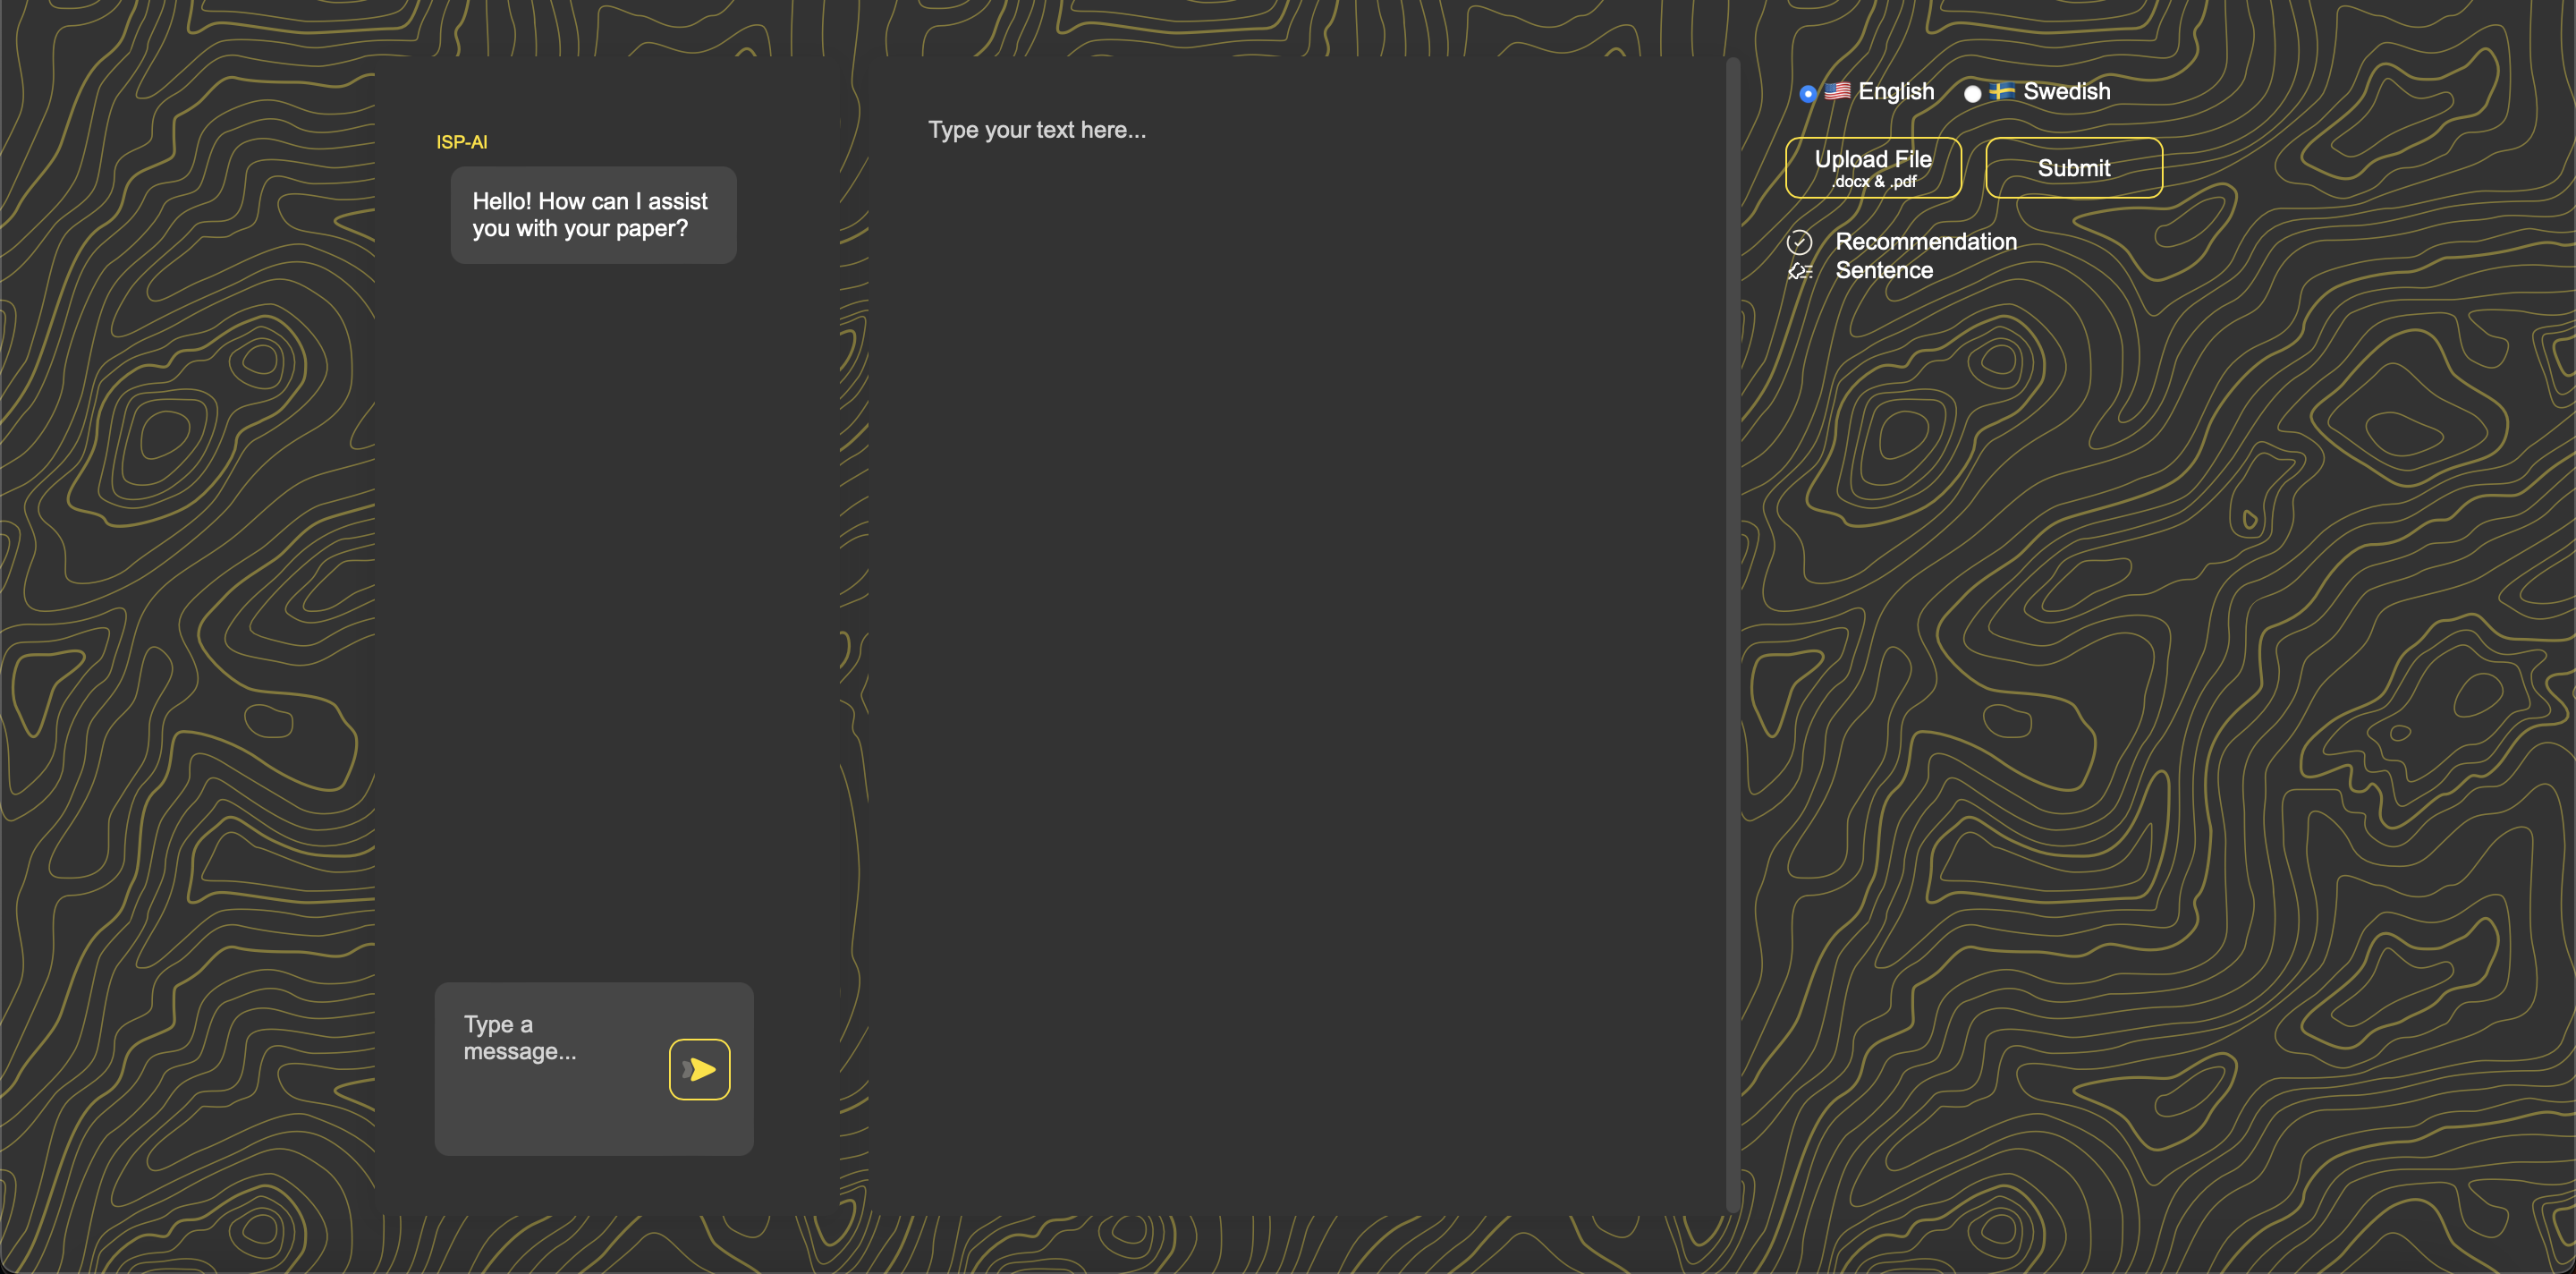 ISP-AI
Hello! How can I assist
you with your paper?
Type a
message...
Type your text here...
English
Swedish
Upload File
.docx & .pdf
Submit
Recommendation
Sentence